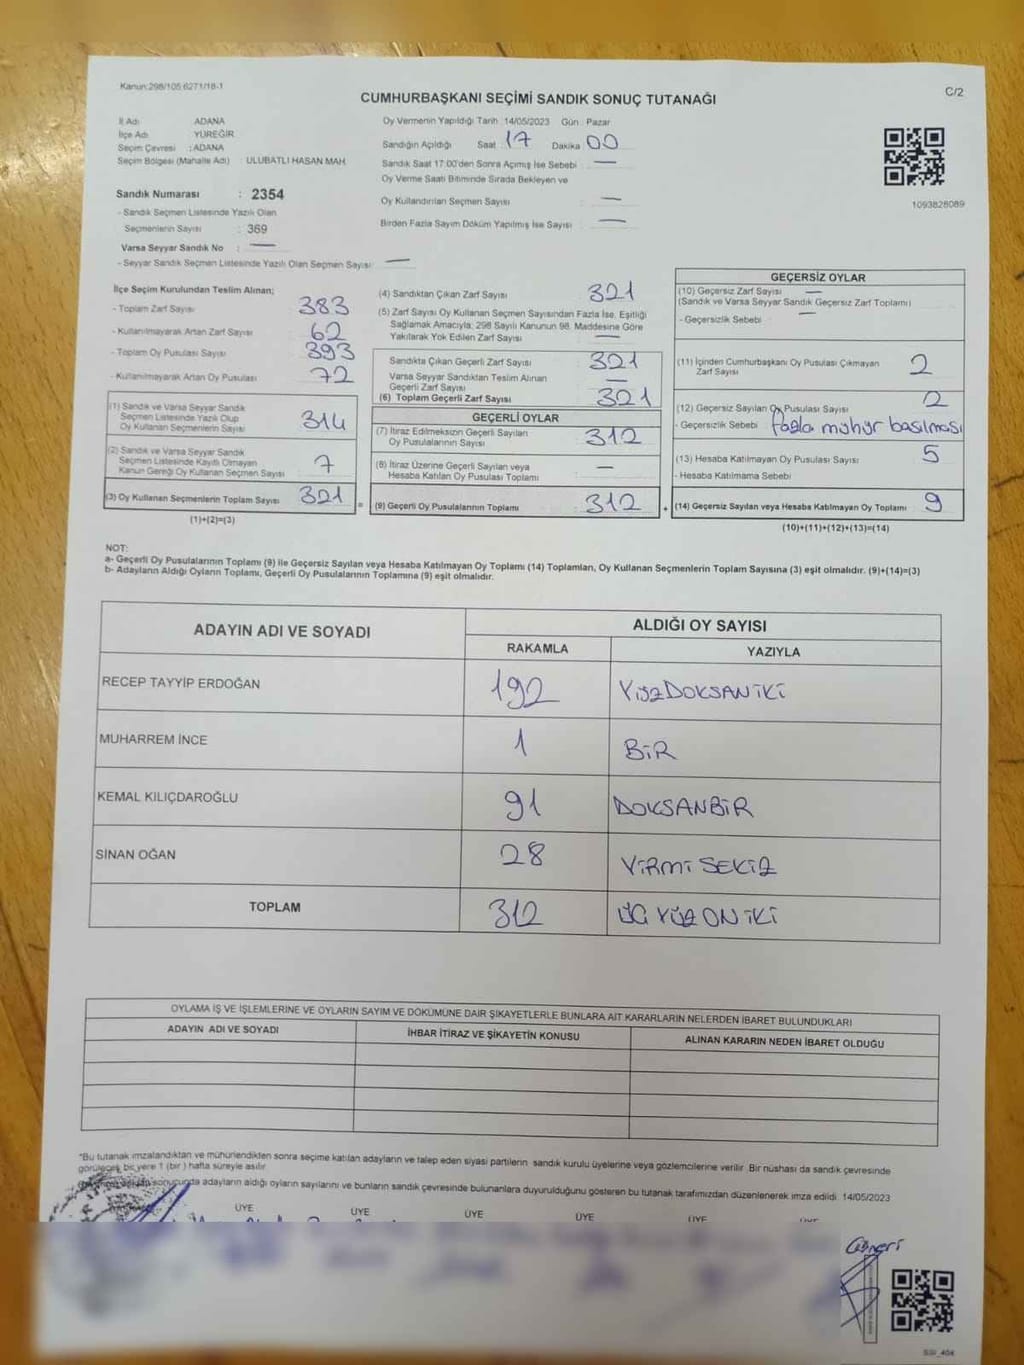 Kanun:298/105 6271/18-1
C/2
CUMHURBAŞKANI SEÇİMİ SANDIK SONUÇ TUTANAĞI
İl Adı ADANA
İlçe Adı YÜREĞİR
Seçim Çevresi : ADANA
Seçim Bölgesi (Mahalle Adı) : ULUBATLI HASAN MAH.
Sandık Numarası : 2354
- Sandık Seçmen Listesinde Yazılı Olan
Seçmenlerin Sayısı : 369
Varsa Seyyar Sandık No : —
- Seyyar Sandık Seçmen Listesinde Yazılı Olan Seçmen Sayısı: —
Oy Vermenin Yapıldığı Tarih :14/05/2023 Gün : Pazar
Sandığın Açıldığı Saat : 17 Dakika 00
Sandık Saat 17:00'den Sonra Açımış İse Sebebi : —
Oy Verme Saati Bitiminde Sırada Bekleyen ve
Oy Kullandırılan Seçmen Sayısı : —
Birden Fazla Sayım Döküm Yapılmış İse Sayısı : —
1093828089
İlçe Seçim Kurulundan Teslim Alınan;
- Toplam Zarf Sayısı 383
- Kullanılmayarak Artan Zarf Sayısı 62
- Toplam Oy Pusulası Sayısı 393
- Kullanılmayarak Artan Oy Pusulası 72
(1) Sandık ve Varsa Seyyar Sandık
Seçmen Listesinde Yazılı Olup
Oy Kullanan Seçmenlerin Sayısı 314
(2) Sandık ve Varsa Seyyar Sandık
Seçmen Listesinde Kayıtlı Olmayan
Kanun Gereği Oy Kullanan Seçmen Sayısı 7
(3) Oy Kullanan Seçmenlerin Toplam Sayısı 321
(1)+(2)=(3)
(4) Sandıktan Çıkan Zarf Sayısı 321
(5) Zarf Sayısı Oy Kullanan Seçmen Sayısından Fazla İse, Eşitliği
Sağlamak Amacıyla; 298 Sayılı Kanunun 98. Maddesine Göre
Yakılarak Yok Edilen Zarf Sayısı : —
Sandıkta Çıkan Geçerli Zarf Sayısı 321
Varsa Seyyar Sandıktan Teslim Alınan
Geçerli Zarf Sayısı —
(6) Toplam Geçerli Zarf Sayısı 321
GEÇERLİ OYLAR
(7) İtiraz Edilmeksizin Geçerli Sayılan
Oy Pusulalarının Sayısı 312
(8) İtiraz Üzerine Geçerli Sayılan veya
Hesaba Katılan Oy Pusulası Toplamı —
(9) Geçerli Oy Pusulalarının Toplamı 312
GEÇERSİZ OYLAR
(10) Geçersiz Zarf Sayısı —
(Sandık ve Varsa Seyyar Sandık Geçersiz Zarf Toplamı)
- Geçersizlik Sebebi : —
(11) İçinden Cumhurbaşkanı Oy Pusulası Çıkmayan
Zarf Sayısı 2
(12) Geçersiz Sayılan Oy Pusulası Sayısı 2
- Geçersizlik Sebebi fazla mühür basılması
(13) Hesaba Katılmayan Oy Pusulası Sayısı 5
- Hesaba Katılmama Sebebi
(14) Geçersiz Sayılan veya Hesaba Katılmayan Oy Toplamı 9
(10)+(11)+(12)+(13)=(14)
NOT:
a- Geçerli Oy Pusulalarının Toplamı (9) ile Geçersiz Sayılan veya Hesaba Katılmayan Oy Toplamı (14) Toplamları, Oy Kullanan Seçmenlerin Toplam Sayısına (3) eşit olmalıdır. (9)+(14)=(3)
b- Adayların Aldığı Oyların Toplamı, Geçerli Oy Pusulalarının Toplamına (9) eşit olmalıdır.
ADAYIN ADI VE SOYADI ALDIĞI OY SAYISI
RAKAMLA YAZIYLA
RECEP TAYYİP ERDOĞAN 192 YÜZDOKSANİKİ
MUHARREM İNCE 1 BİR
KEMAL KILIÇDAROĞLU 91 DOKSANBİR
SİNAN OĞAN 28 YİRMİ SEKİZ
TOPLAM 312 ÜÇ YÜZ ON İKİ
OYLAMA İŞ VE İŞLEMLERİNE VE OYLARIN SAYIM VE DÖKÜMÜNE DAİR ŞİKAYETLERLE BUNLARA AİT KARARLARIN NELERDEN İBARET BULUNDUKLARI
ADAYIN ADI VE SOYADI İHBAR İTİRAZ VE ŞİKAYETİN KONUSU ALINAN KARARIN NEDEN İBARET OLDUĞU
*Bu tutanak imzalandıktan ve mühürlendikten sonra seçime katılan adayların ve talep eden siyasi partilerin sandık kurulu üyelerine veya gözlemcilerine verilir. Bir nüshası da sandık çevresinde
görülecek bir yere 1 (bir) hafta süreyle asılır.
sonucunda adayların aldığı oyların sayılarını ve bunların sandık çevresinde bulunanlara duyurulduğunu gösteren bu tutanak tarafımızdan düzenlenerek imza edildi. 14/05/2023
ÜYE ÜYE ÜYE ÜYE ÜYE ÜYE